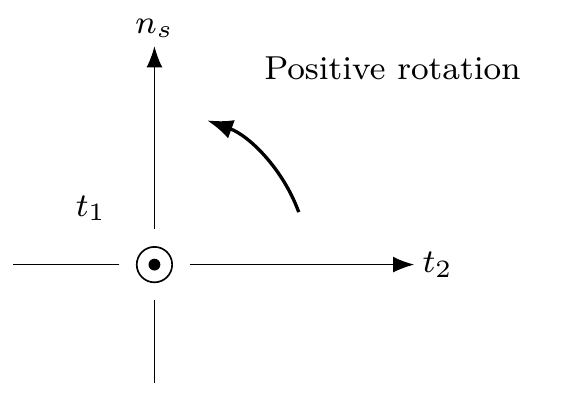 n_s
Positive rotation
t_1
t_2